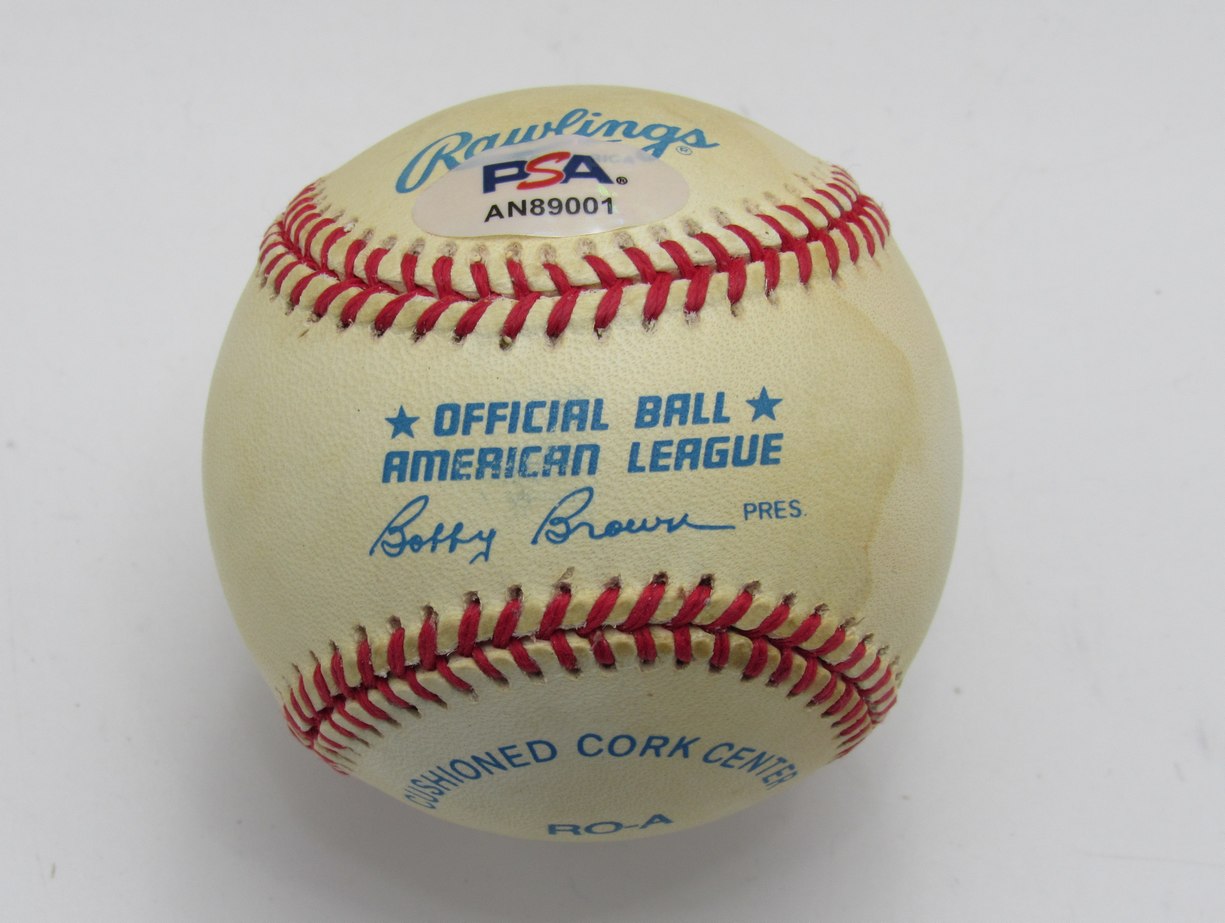 Rawlings®
PSA®
AN89001
★ OFFICIAL BALL ★
AMERICAN LEAGUE
Bobby Brown PRES.
CUSHIONED CORK CENTER
RO-A